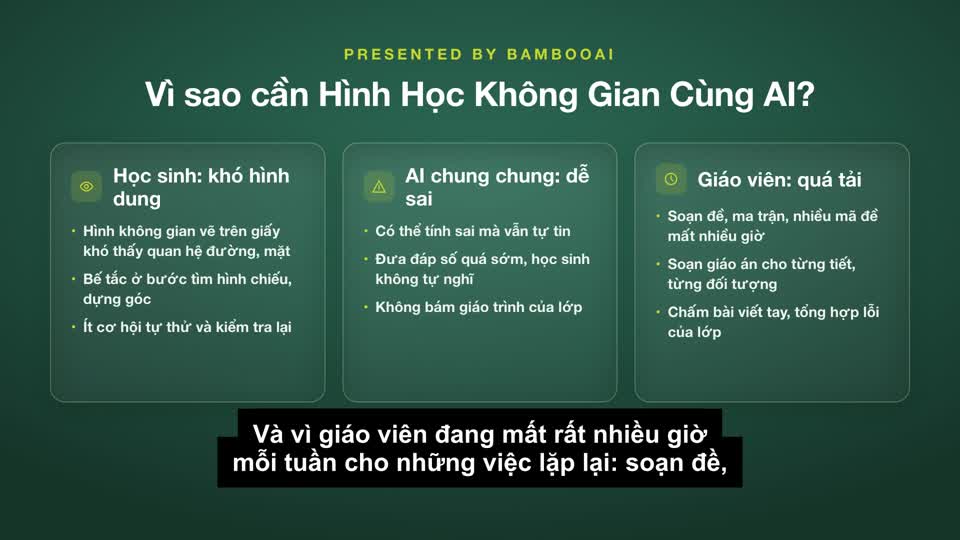 PRESENTED BY BAMBOOAI
Vì sao cần Hình Học Không Gian Cùng AI?
Học sinh: khó hình
dung
• Hình không gian vẽ trên giấy
khó thấy quan hệ đường, mặt
• Bế tắc ở bước tìm hình chiếu,
dựng góc
• Ít cơ hội tự thử và kiểm tra lại
AI chung chung: dễ
sai
• Có thể tính sai mà vẫn tự tin
• Đưa đáp số quá sớm, học sinh
không tự nghĩ
• Không bám giáo trình của lớp
Giáo viên: quá tải
• Soạn đề, ma trận, nhiều mã đề
mất nhiều giờ
• Soạn giáo án cho từng tiết,
từng đối tượng
• Chấm bài viết tay, tổng hợp lỗi
của lớp
Và vì giáo viên đang mất rất nhiều giờ
mỗi tuần cho những việc lặp lại: soạn đề,